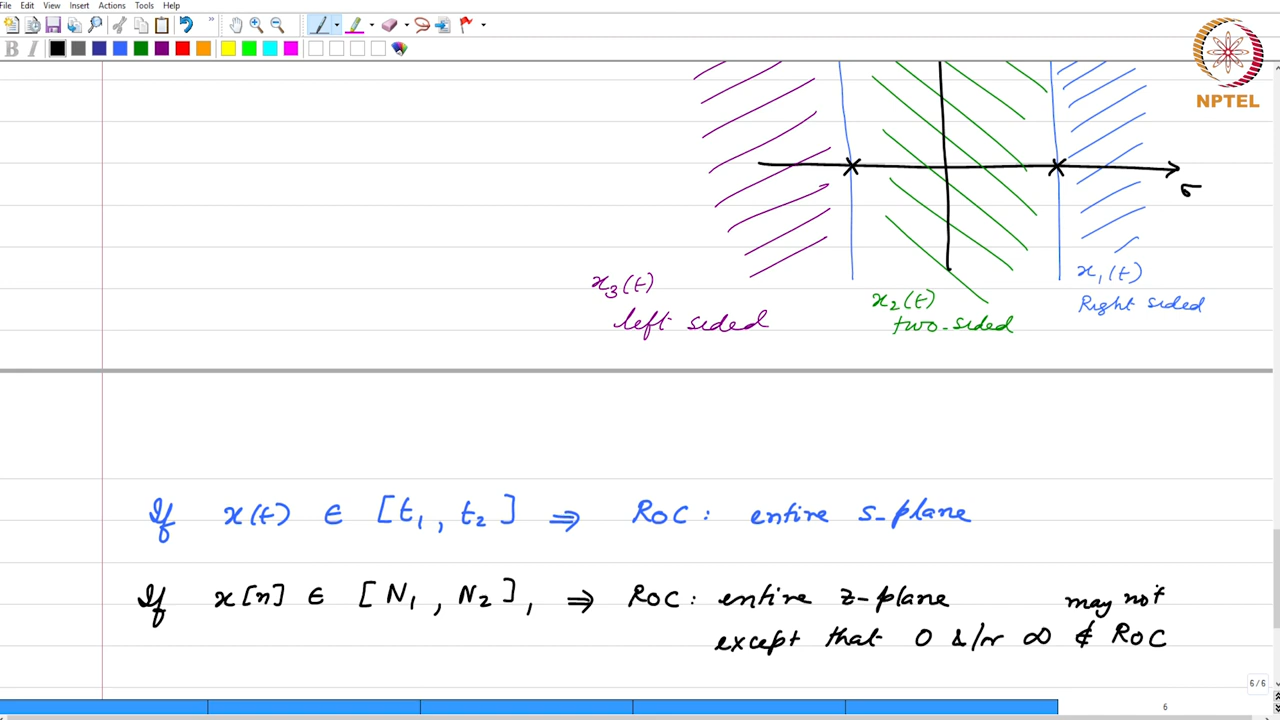 File Edit View Insert Actions Tools Help
B I
NPTEL
σ
x₁(t)
Right sided
x₂(t)
two-sided
x₃(t)
left sided
If x(t) ∈ [t₁, t₂] ⇒ RoC: entire s-plane
If x[n] ∈ [N₁, N₂], ⇒ RoC: entire z-plane may not
except that 0 &/or ∞ ∉ RoC
6 / 6
6